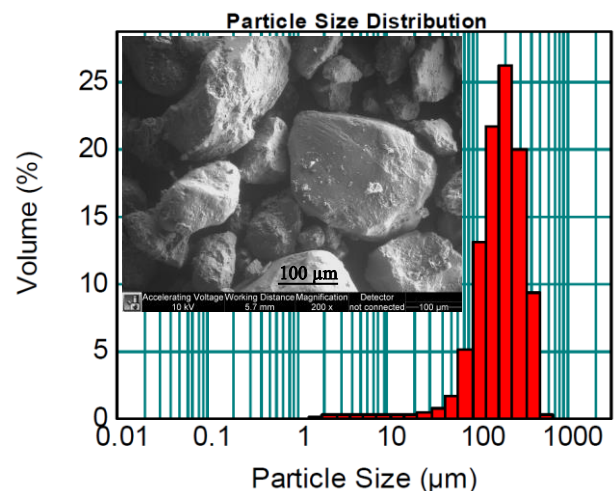 Particle Size Distribution
Volume (%)
25
20
15
10
5
0
100 µm
Accelerating Voltage Working Distance Magnification Detector
10 kV 5.7 mm 200 x not connected 100 µm
0.01 0.1 1 10 100 1000
Particle Size (µm)